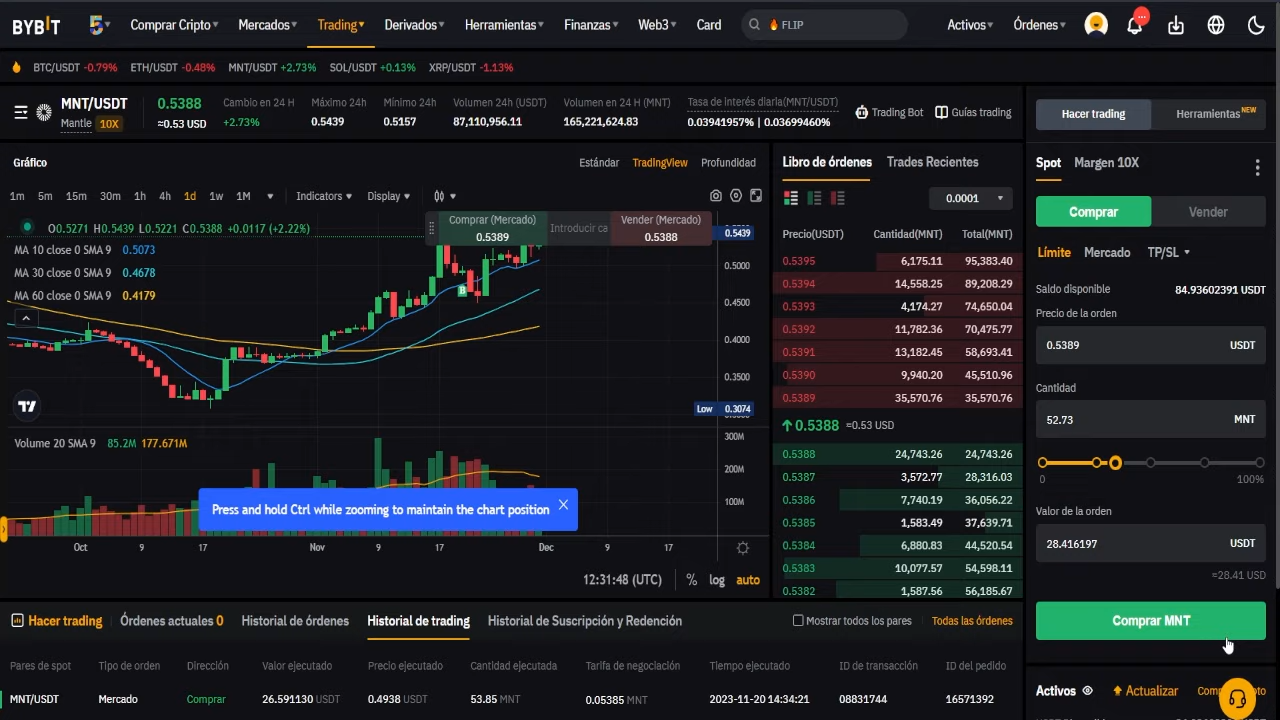 BYBIT Comprar Cripto Mercados Trading Derivados Herramientas Finanzas Web3 Card FLIP Activos Órdenes
BTC/USDT -0.79% ETH/USDT -0.48% MNT/USDT +2.73% SOL/USDT +0.13% XRP/USDT -1.13%
MNT/USDT
Mantle 10X
0.5388
≈0.53 USD
Cambio en 24 H
+2.73%
Máximo 24h
0.5439
Mínimo 24h
0.5157
Volumen 24h (USDT)
87,110,956.11
Volumen en 24 H (MNT)
165,221,624.83
Tasa de interés diaria(MNT/USDT)
0.03941957% | 0.03699460%
Trading Bot Guías trading
Gráfico Estándar TradingView Profundidad
1m 5m 15m 30m 1h 4h 1d 1w 1M Indicators Display
O0.5271 H0.5439 L0.5221 C0.5388 +0.0117 (+2.22%)
MA 10 close 0 SMA 9 0.5073
MA 30 close 0 SMA 9 0.4678
MA 60 close 0 SMA 9 0.4179
Comprar (Mercado)
0.5389
Introducir ca
Vender (Mercado)
0.5388
0.5439
0.5000
0.4500
0.4000
0.3500
Low 0.3074
B
Volume 20 SMA 9 85.2M 177.671M
300M
200M
100M
Press and hold Ctrl while zooming to maintain the chart position
Oct 9 17 Nov 9 17 Dec 9 17
12:31:48 (UTC) % log auto
Libro de órdenes Trades Recientes
0.0001
Precio(USDT) Cantidad(MNT) Total(MNT)
0.5395 6,175.11 95,383.40
0.5394 14,558.25 89,208.29
0.5393 4,174.27 74,650.04
0.5392 11,782.36 70,475.77
0.5391 13,182.45 58,693.41
0.5390 9,940.20 45,510.96
0.5389 35,570.76 35,570.76
0.5388 ≈0.53 USD
0.5388 24,743.26 24,743.26
0.5387 3,572.77 28,316.03
0.5386 7,740.19 36,056.22
0.5385 1,583.49 37,639.71
0.5384 6,880.83 44,520.54
0.5383 10,077.57 54,598.11
0.5382 1,587.56 56,185.67
Hacer trading Herramientas NEW
Spot Margen 10X
Comprar Vender
Límite Mercado TP/SL
Saldo disponible 84.93602391 USDT
Precio de la orden
0.5389 USDT
Cantidad
52.73 MNT
0 100%
Valor de la orden
28.416197 USDT
≈28.41 USD
Comprar MNT
Activos Actualizar
Hacer trading Órdenes actuales 0 Historial de órdenes Historial de trading Historial de Suscripción y Redención Mostrar todos los pares Todas las órdenes
Pares de spot Tipo de orden Dirección Valor ejecutado Precio ejecutado Cantidad ejecutada Tarifa de negociación Tiempo ejecutado ID de transacción ID del pedido
MNT/USDT Mercado Comprar 26.591130 USDT 0.4938 USDT 53.85 MNT 0.05385 MNT 2023-11-20 14:34:21 08831744 16571392